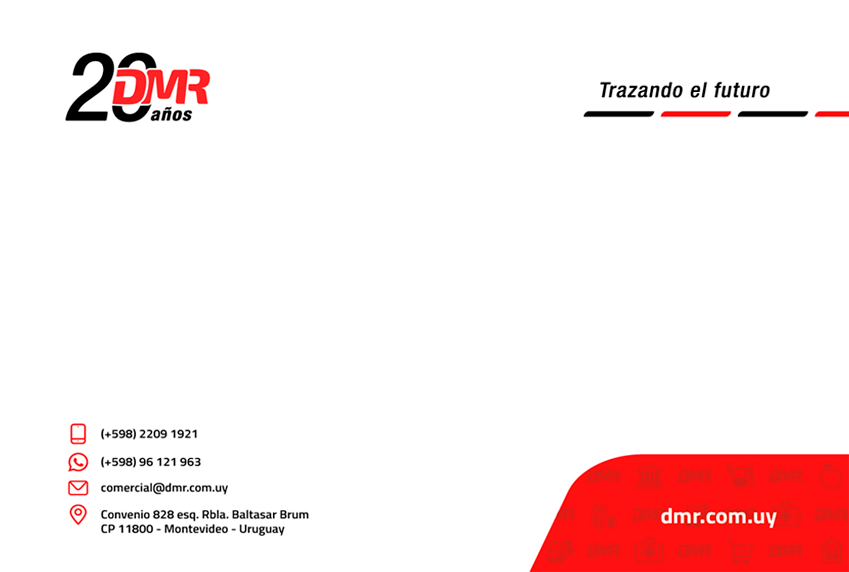 20 DMR
años
Trazando el futuro
(+598) 2209 1921
(+598) 96 121 963
comercial@dmr.com.uy
Convenio 828 esq. Rbla. Baltasar Brum
CP 11800 - Montevideo - Uruguay
dmr.com.uy